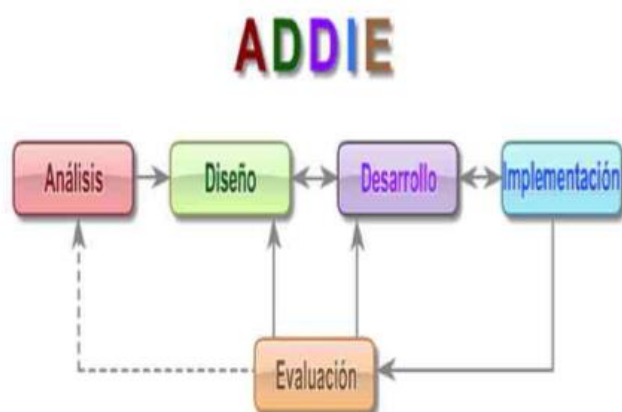 ADDIE
Análisis
Diseño
Desarrollo
Implementación
Evaluación